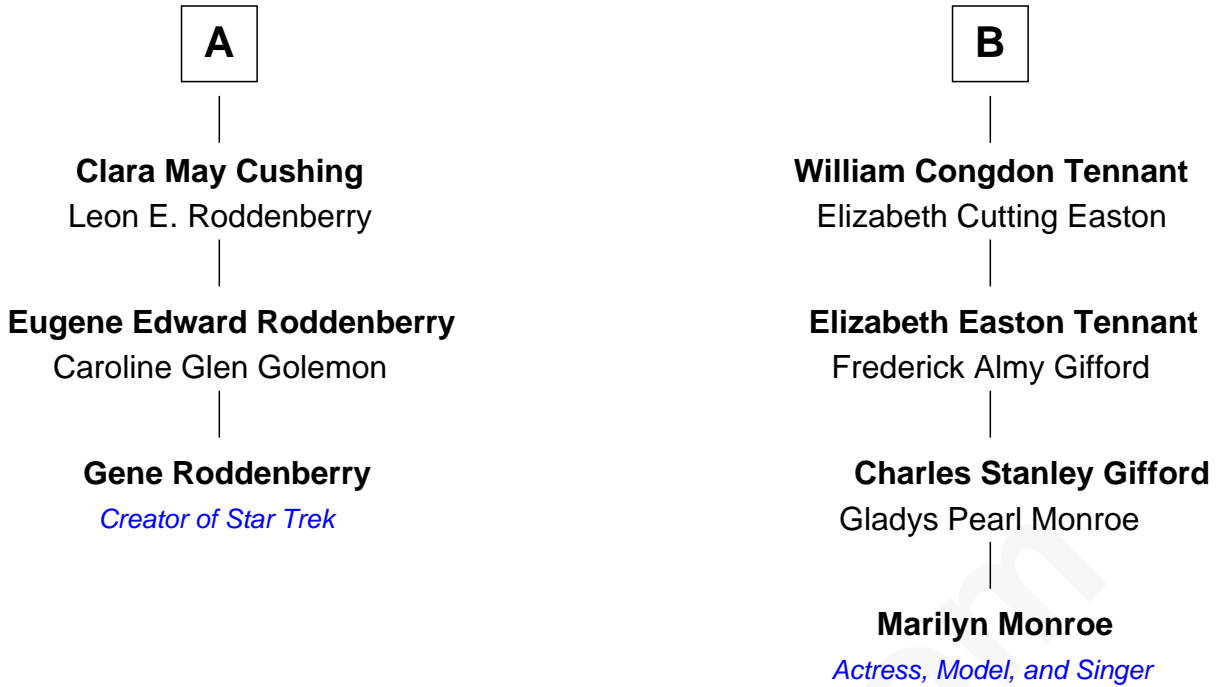 A
Clara May Cushing
Leon E. Roddenberry
Eugene Edward Roddenberry
Caroline Glen Golemon
Gene Roddenberry
Creator of Star Trek
B
William Congdon Tennant
Elizabeth Cutting Easton
Elizabeth Easton Tennant
Frederick Almy Gifford
Charles Stanley Gifford
Gladys Pearl Monroe
Marilyn Monroe
Actress, Model, and Singer